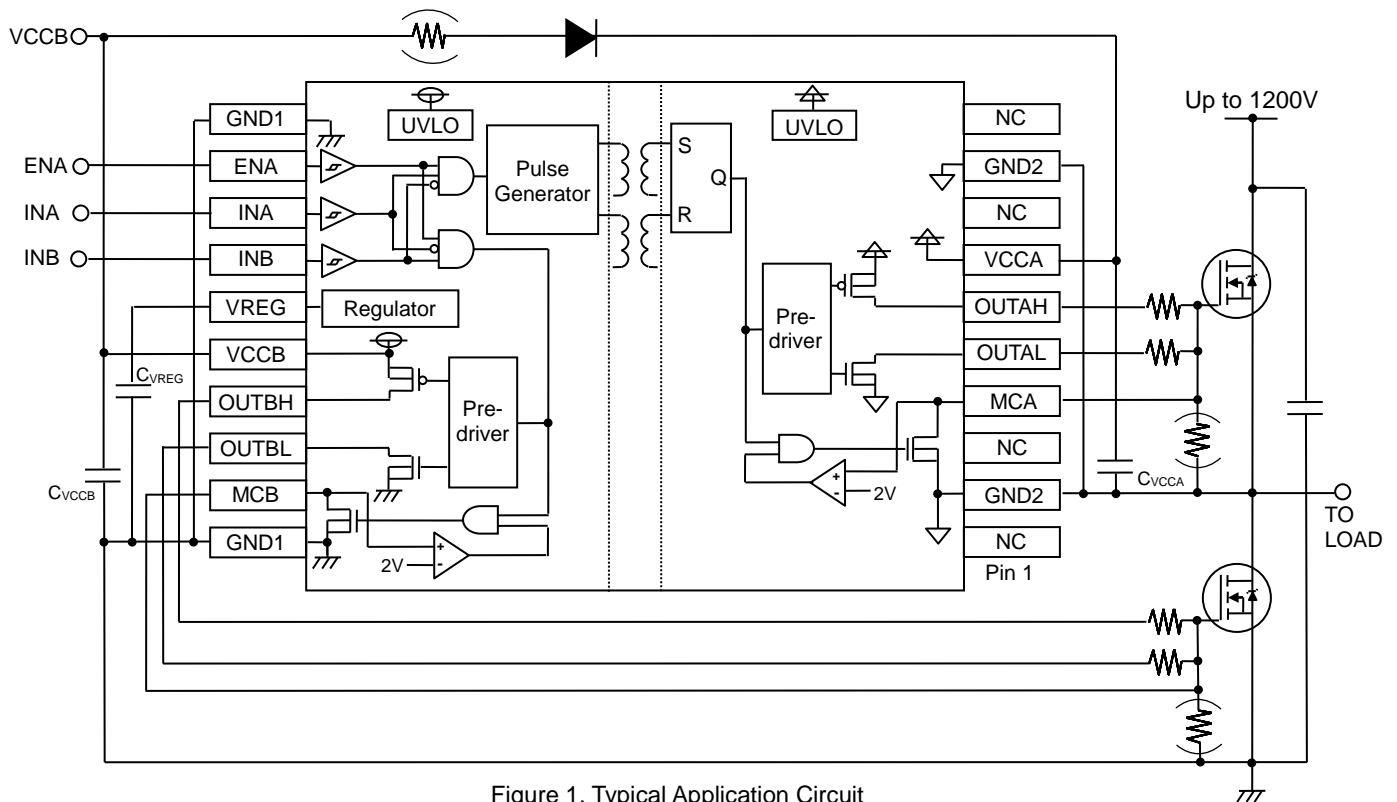 VCCB
Up to 1200V
GND1
UVLO
UVLO
NC
ENA
ENA
Pulse
Generator
S
Q
R
GND2
INA
INA
NC
INB
INB
VCCA
VREG
Regulator
Pre-
driver
OUTAH
VCCB
OUTAL
CVREG
OUTBH
Pre-
driver
MCA
OUTBL
NC
CVCCB
MCB
2V
GND2
CVCCA
TO
LOAD
GND1
2V
NC
Pin 1
+
-
+
-
Figure 1. Typical Application Circuit